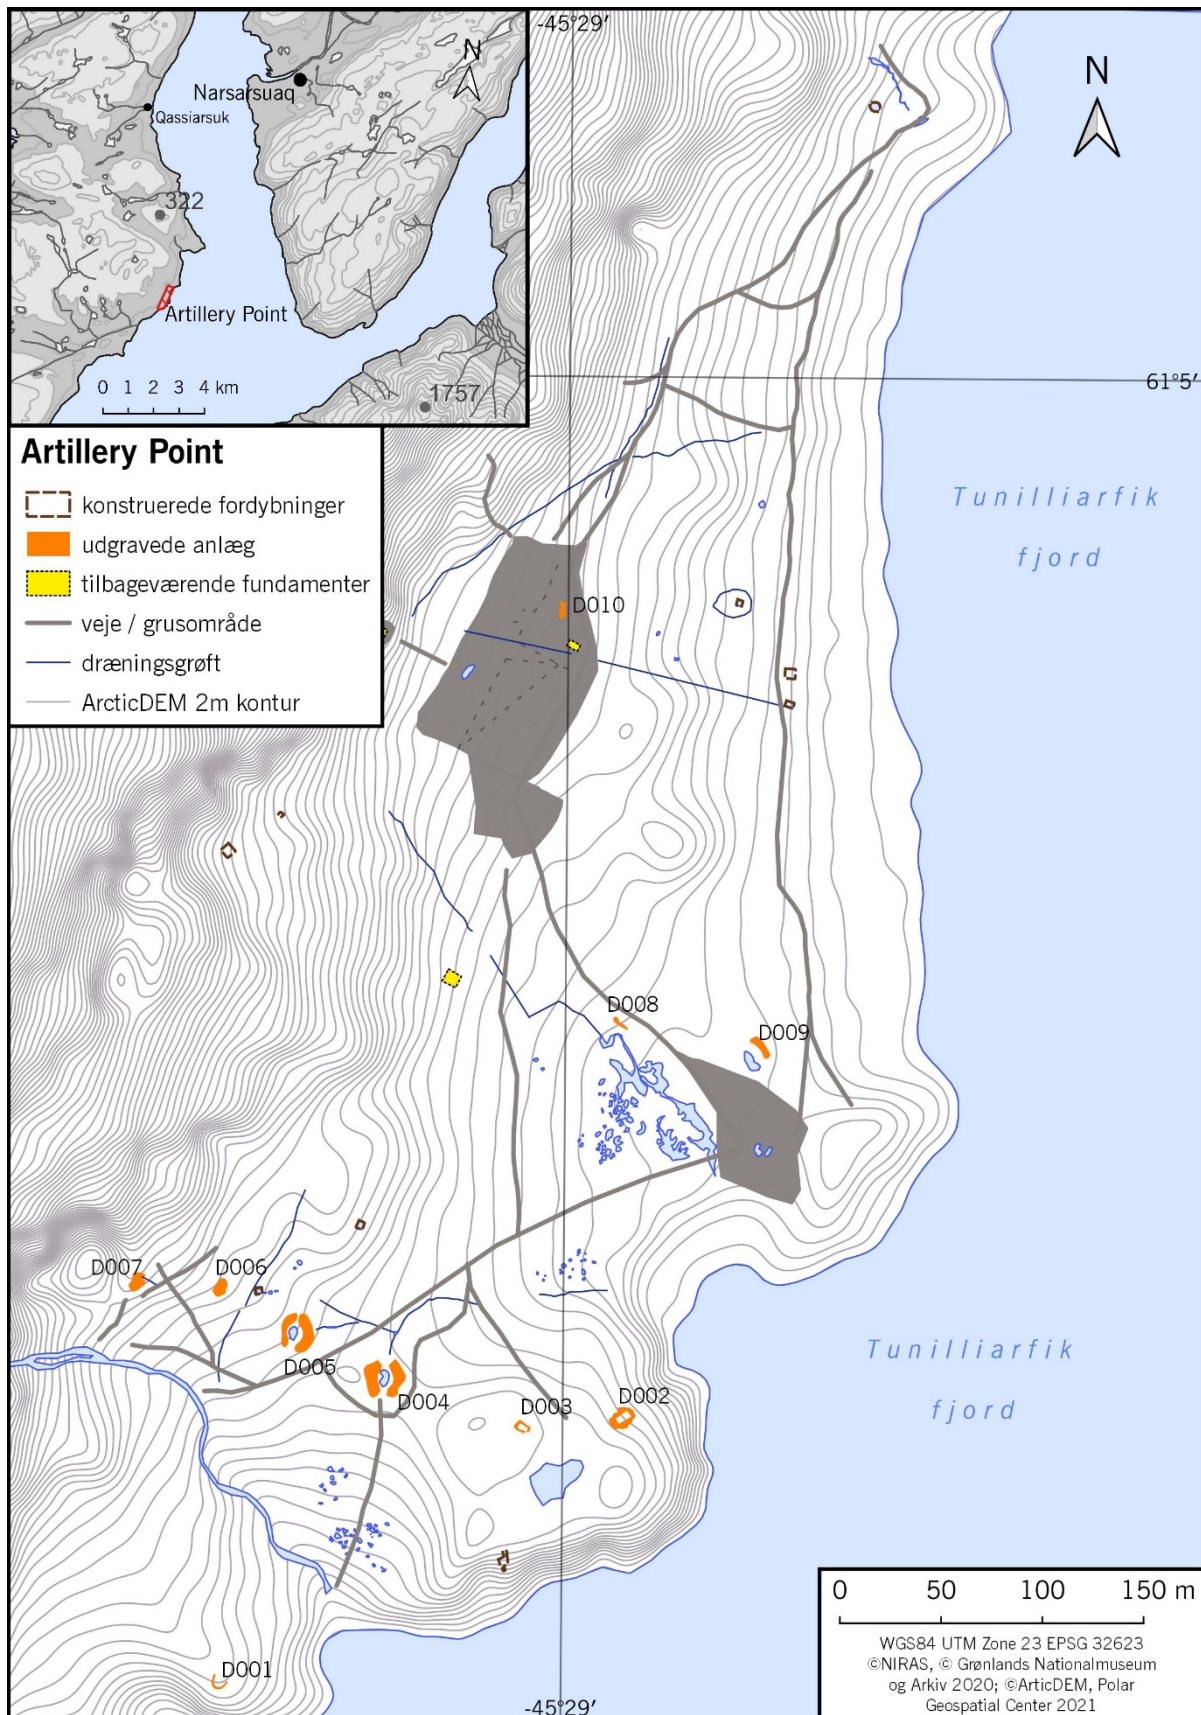 -45°29'
N
Narsarsuaq
Qassiarsuk
322
Artillery Point
0 1 2 3 4 km
1757
N
61°5'
Artillery Point
konstruerede fordybninger
udgravede anlæg
tilbageværende fundamenter
veje / grusområde
dræningsgrøft
ArcticDEM 2m kontur
Tunilliarfik
fjord
D010
D008
D009
D007
D006
D005
D004
D003
D002
Tunilliarfik
fjord
D001
-45°29'
0 50 100 150 m
WGS84 UTM Zone 23 EPSG 32623
©NIRAS, © Grønlands Nationalmuseum
og Arkiv 2020; ©ArticDEM, Polar
Geospatial Center 2021